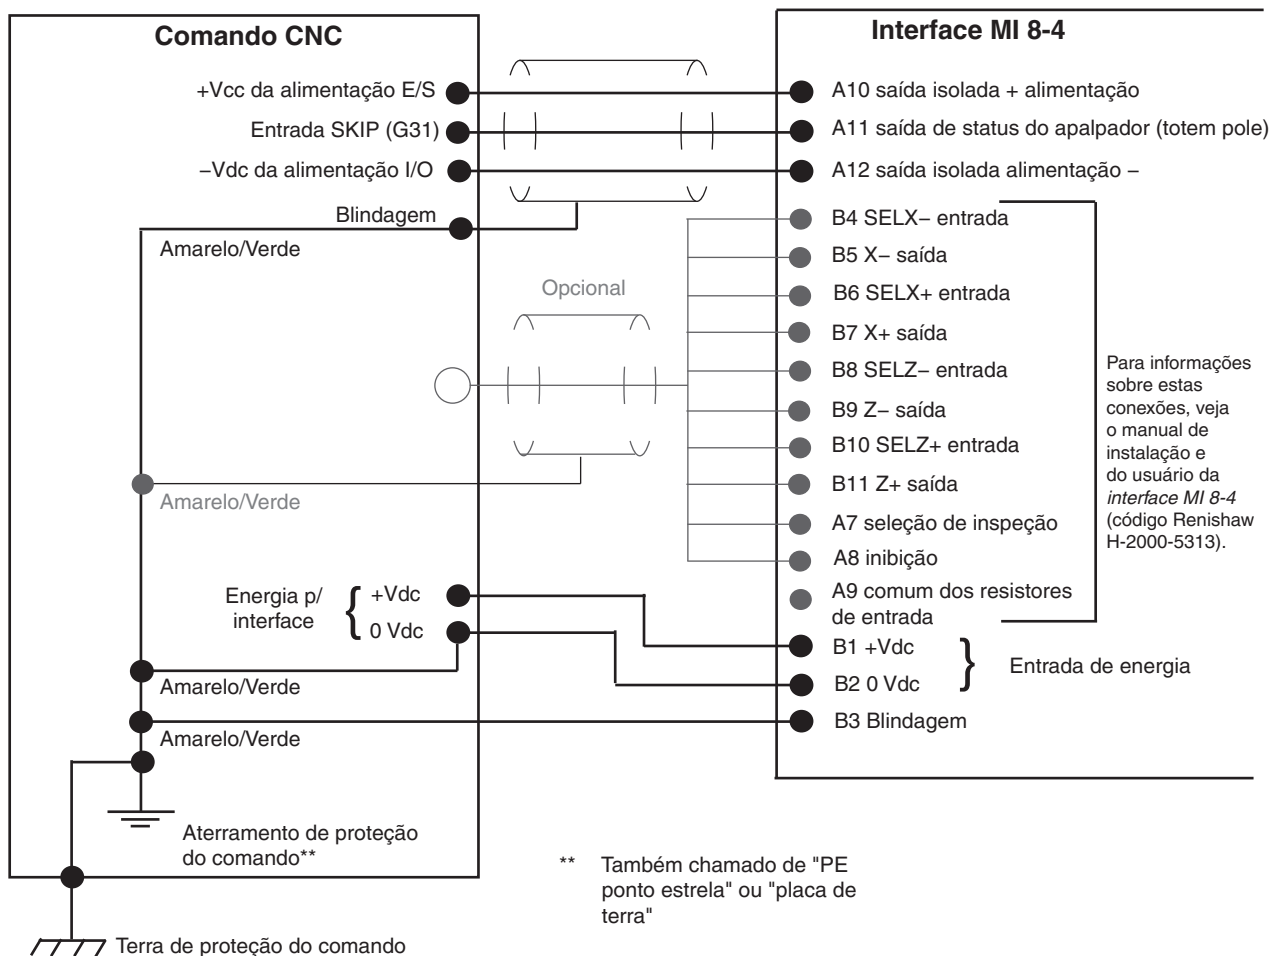 Comando CNC
+Vcc da alimentação E/S
Entrada SKIP (G31)
−Vdc da alimentação I/O
Blindagem
Amarelo/Verde
Opcional
Amarelo/Verde
Energia p/
interface
{
+Vdc
0 Vdc
Amarelo/Verde
Amarelo/Verde
Aterramento de proteção
do comando**
Terra de proteção do comando
Interface MI 8-4
A10 saída isolada + alimentação
A11 saída de status do apalpador (totem pole)
A12 saída isolada alimentação −
B4 SELX− entrada
B5 X− saída
B6 SELX+ entrada
B7 X+ saída
B8 SELZ− entrada
B9 Z− saída
B10 SELZ+ entrada
B11 Z+ saída
A7 seleção de inspeção
A8 inibição
A9 comum dos resistores
de entrada
B1 +Vdc
B2 0 Vdc
}
Entrada de energia
B3 Blindagem
Para informações
sobre estas
conexões, veja
o manual de
instalação e
do usuário da
interface MI 8-4
(código Renishaw
H-2000-5313).
** Também chamado de "PE
ponto estrela" ou "placa de
terra"